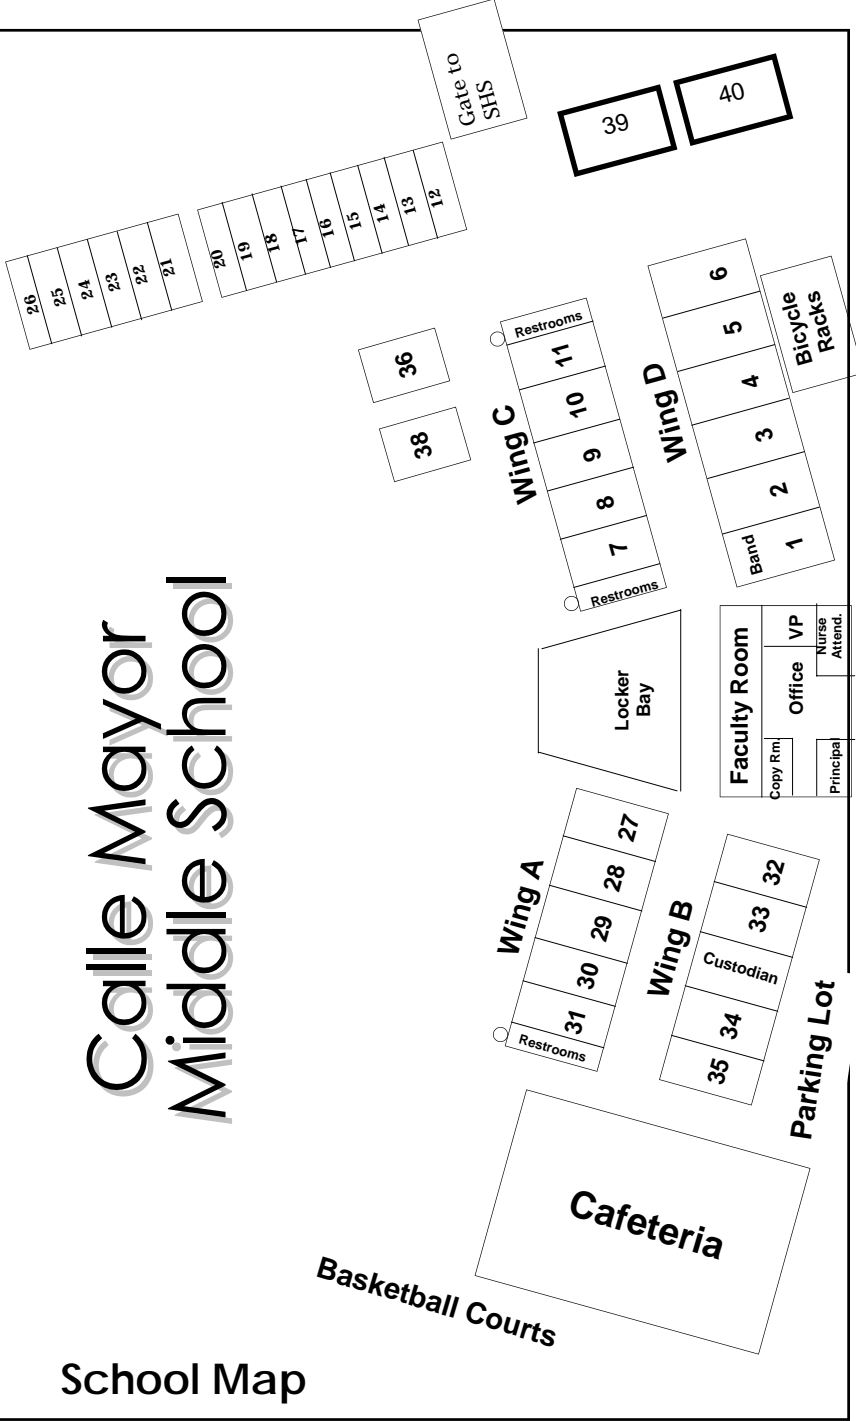 Calle Mayor
Middle School
Gate to
SHS
39
40
26
25
24
23
22
21
20
19
18
17
16
15
14
13
12
36
38
Wing C
Restrooms
11
10
9
8
7
Restrooms
Wing D
6
5
4
3
2
Band
1
Bicycle
Racks
Locker
Bay
Faculty Room
VP
Nurse
Attend.
Office
Copy Rm.
Principal
Wing A
27
28
29
30
31
Restrooms
Wing B
32
33
Custodian
34
35
Parking Lot
Cafeteria
Basketball Courts
School Map